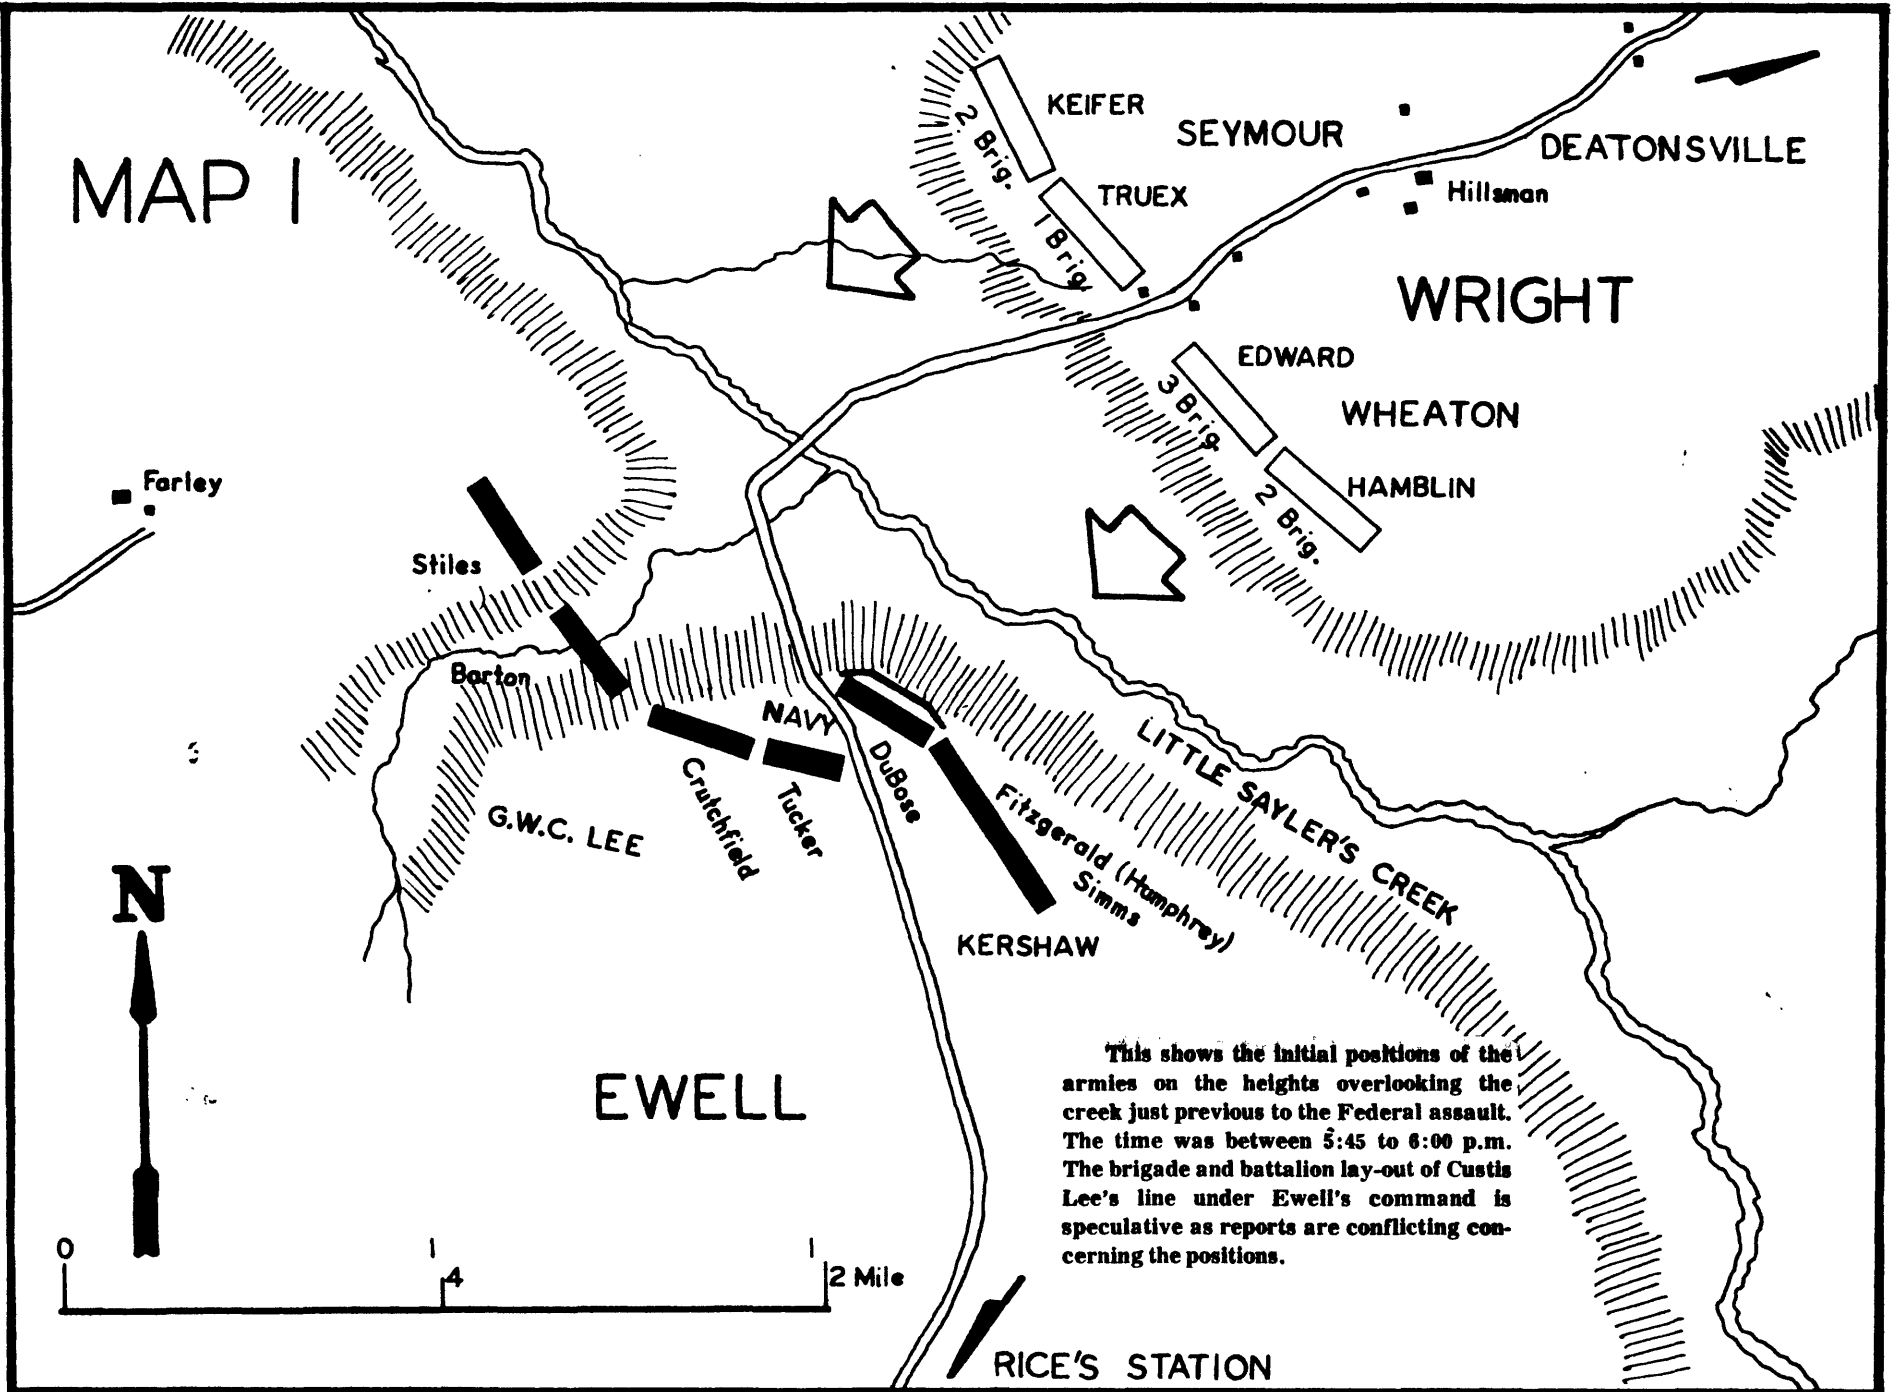 MAP I
KEIFER
2 Brig.
SEYMOUR
DEATONSVILLE
TRUEX
1 Brig.
Hillsman
WRIGHT
EDWARD
3 Brig.
WHEATON
HAMBLIN
2 Brig.
Farley
Stiles
Barton
NAVY
DuBose
Crutchfield
Tucker
G.W.C. LEE
Fitzgerald (Humphrey)
Simms
KERSHAW
LITTLE SAYLER'S CREEK
N
EWELL
This shows the initial positions of the
armies on the heights overlooking the
creek just previous to the Federal assault.
The time was between 5:45 to 6:00 p.m.
The brigade and battalion lay-out of Custis
Lee's line under Ewell's command is
speculative as reports are conflicting con-
cerning the positions.
0 1/4 1/2 Mile
RICE'S STATION